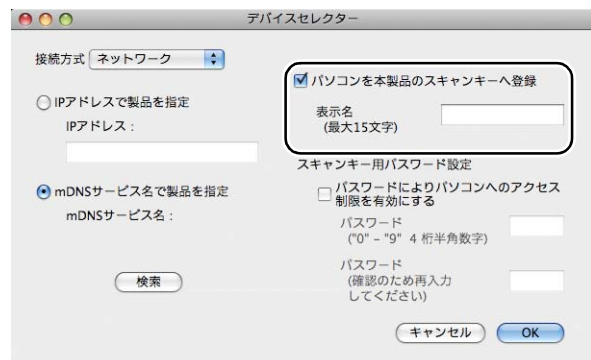 デバイスセレクター
接続方式 ネットワーク
IPアドレスで製品を指定
IPアドレス：
mDNSサービス名で製品を指定
mDNSサービス名：
検索
パソコンを本製品のスキャンキーへ登録
表示名
(最大15文字)
スキャンキー用パスワード設定
パスワードによりパソコンへのアクセス
制限を有効にする
パスワード
("0" – "9" 4 桁半角数字)
パスワード
(確認のため再入力
してください)
キャンセル
OK